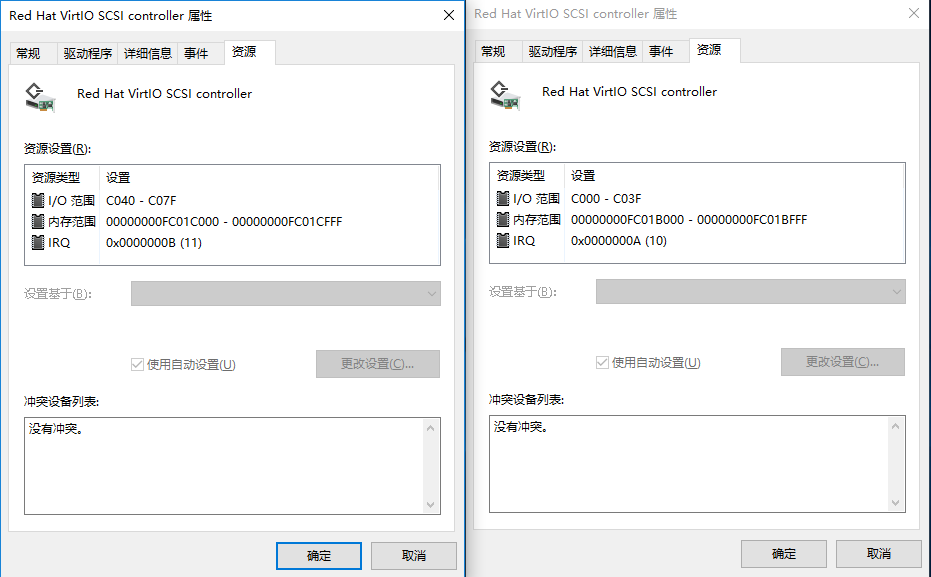 Red Hat VirtIO SCSI controller 属性
常规 驱动程序 详细信息 事件 资源
Red Hat VirtIO SCSI controller
资源设置(R):
资源类型 设置
I/O 范围 C040 - C07F
内存范围 00000000FC01C000 - 00000000FC01CFFF
IRQ 0x0000000B (11)
设置基于(B):
使用自动设置(U) 更改设置(C)...
冲突设备列表:
没有冲突。
确定 取消
Red Hat VirtIO SCSI controller 属性
常规 驱动程序 详细信息 事件 资源
Red Hat VirtIO SCSI controller
资源设置(R):
资源类型 设置
I/O 范围 C000 - C03F
内存范围 00000000FC01B000 - 00000000FC01BFFF
IRQ 0x0000000A (10)
设置基于(B):
使用自动设置(U) 更改设置(C)...
冲突设备列表:
没有冲突。
确定 取消